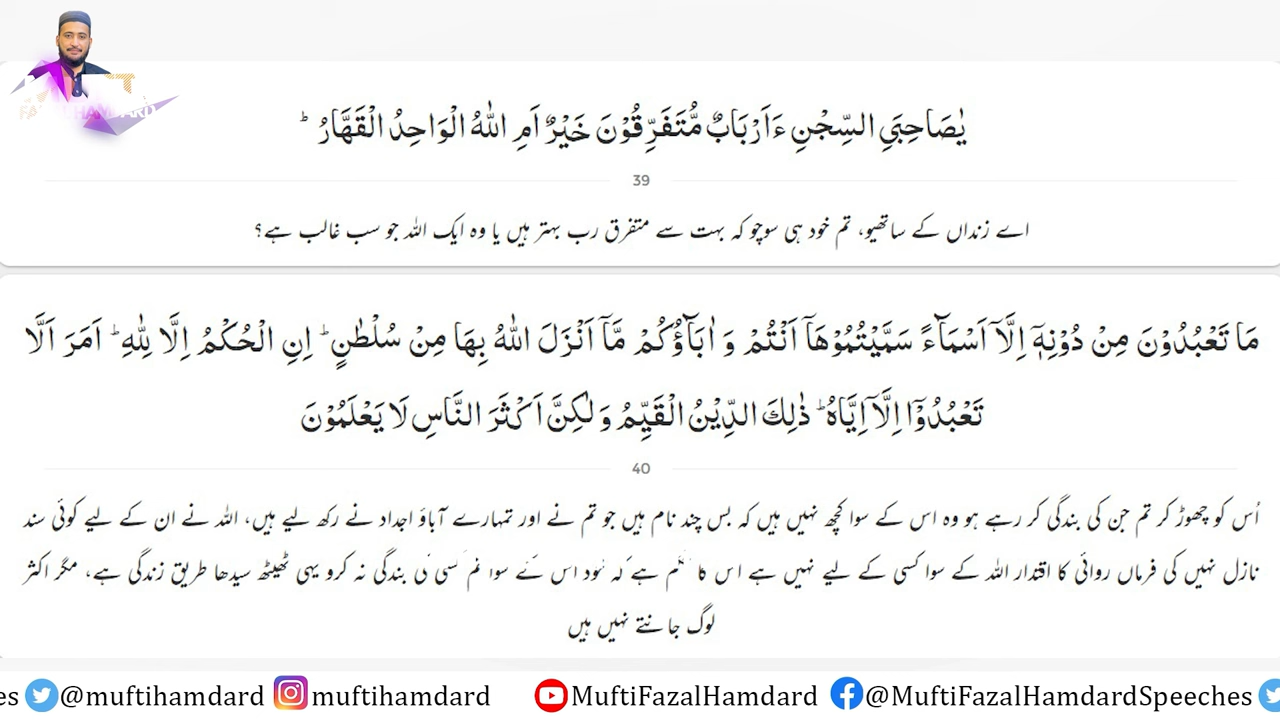 FAZAL HAMDARD
يٰصَاحِبَيِ السِّجْنِ ءَاَرْبَابٌ مُّتَفَرِّقُوْنَ خَيْرٌ اَمِ اللّٰهُ الْوَاحِدُ الْقَهَّارُ ؕ
39
اے زنداں کے ساتھیو، تم خود ہی سوچو کہ بہت سے متفرق رب بہتر ہیں یا وہ ایک اللہ جو سب غالب ہے؟
مَا تَعْبُدُوْنَ مِنْ دُوْنِهٖۤ اِلَّاۤ اَسْمَآءً سَمَّيْتُمُوْهَاۤ اَنْتُمْ وَ اٰبَآؤُكُمْ مَّاۤ اَنْزَلَ اللّٰهُ بِهَا مِنْ سُلْطٰنٍ ؕ اِنِ الْحُكْمُ اِلَّا لِلّٰهِ ؕ اَمَرَ اَلَّا
تَعْبُدُوْۤا اِلَّاۤ اِيَّاهُ ؕ ذٰلِكَ الدِّيْنُ الْقَيِّمُ وَ لٰكِنَّ اَكْثَرَ النَّاسِ لَا يَعْلَمُوْنَ
40
اُس کو چھوڑ کر تم جن کی بندگی کر رہے ہو وہ اس کے سوا کچھ نہیں ہیں کہ بس چند نام ہیں جو تم نے اور تمہارے آباؤ اجداد نے رکھ لیے ہیں، اللہ نے ان کے لیے کوئی سند
نازل نہیں کی فرماں روائی کا اقتدار اللہ کے سوا کسی کے لیے نہیں ہے اس کا ہے کہ اس کے سوا تم کسی کی بندگی نہ کرو یہی ٹھیٹھ سیدھا طریق زندگی ہے، مگر اکثر
لوگ جانتے نہیں ہیں
es @muftihamdard muftihamdard MuftiFazalHamdard @MuftiFazalHamdardSpeeches